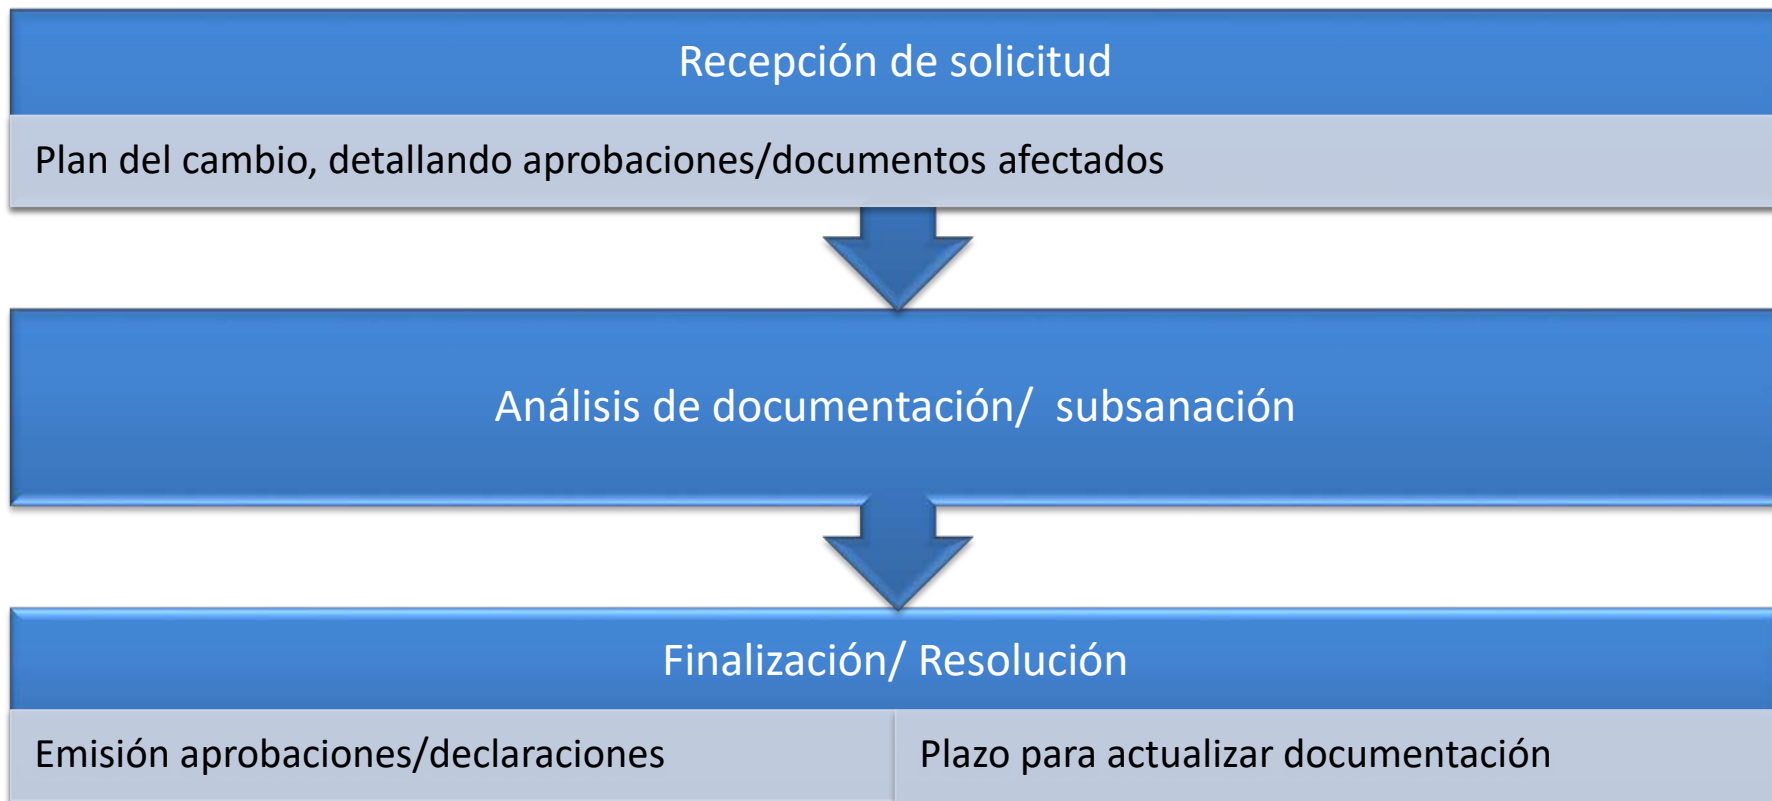 Recepción de solicitud
Plan del cambio, detallando aprobaciones/documentos afectados
Análisis de documentación/ subsanación
Finalización/ Resolución
Emisión aprobaciones/declaraciones
Plazo para actualizar documentación